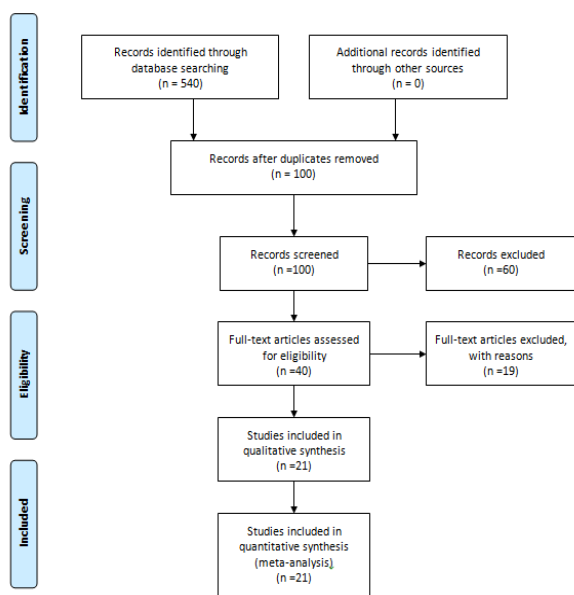 Identification
Records identified through
database searching
(n = 540)
Additional records identified
through other sources
(n = 0)
Records after duplicates removed
(n = 100)
Screening
Records screened
(n =100)
Records excluded
(n =60)
Eligibility
Full-text articles assessed
for eligibility
(n =40)
Full-text articles excluded,
with reasons
(n =19)
Studies included in
qualitative synthesis
(n =21)
Included
Studies included in
quantitative synthesis
(meta-analysis)
(n =21)